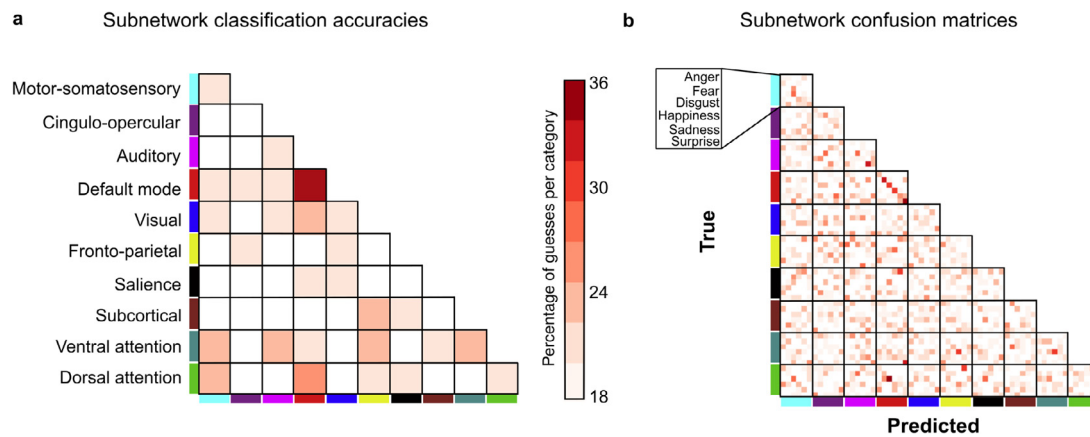 a Subnetwork classification accuracies
Motor-somatosensory
Cingulo-opercular
Auditory
Default mode
Visual
Fronto-parietal
Salience
Subcortical
Ventral attention
Dorsal attention
36
30
24
18
Percentage of guesses per category
b Subnetwork confusion matrices
Anger
Fear
Disgust
Happiness
Sadness
Surprise
True
Predicted